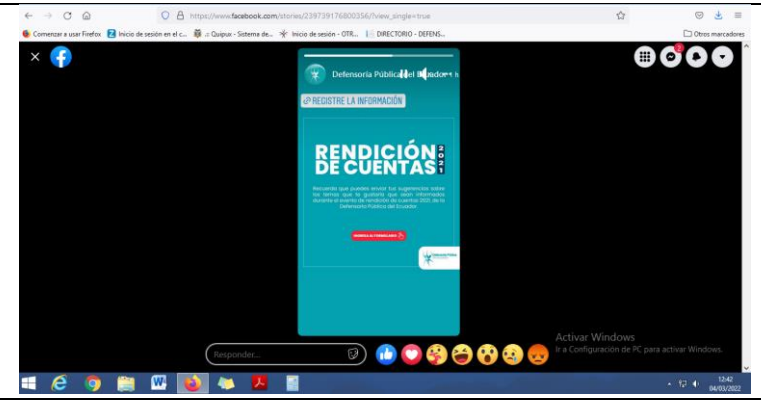 https://www.facebook.com/stories/239739176800356/?view_single=true
Comenzar a usar Firefox
Inicio de sesión en el c...
.: Quipux - Sistema de...
Inicio de sesión - OTR...
DIRECTORIO - DEFENS...
Otros marcadores
2
Defensoría Pública del Ecuador
REGISTRE LA INFORMACIÓN
RENDICIÓN
DE CUENTAS
2021
Recuerda que puedes enviar tus sugerencias sobre
los temas que te gustaría que sean informados
durante el evento de rendición de cuentas 2021, de la
Defensoría Pública del Ecuador
Activar Windows
Ir a Configuración de PC para activar Windows.
Responder...
12:42
04/03/2022